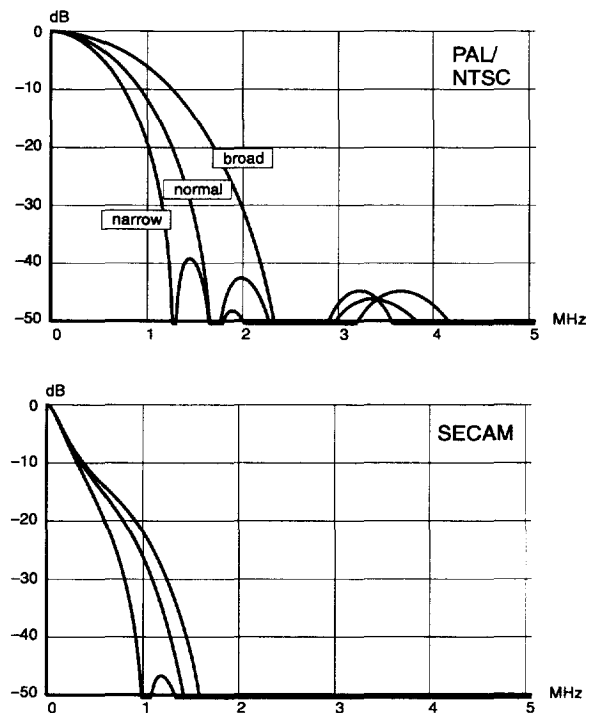 dB
0
PAL/
NTSC
–10
–20
broad
normal
–30
narrow
–40
–50
0 1 2 3 4 5 MHz
dB
0
SECAM
–10
–20
–30
–40
–50
0 1 2 3 4 5 MHz